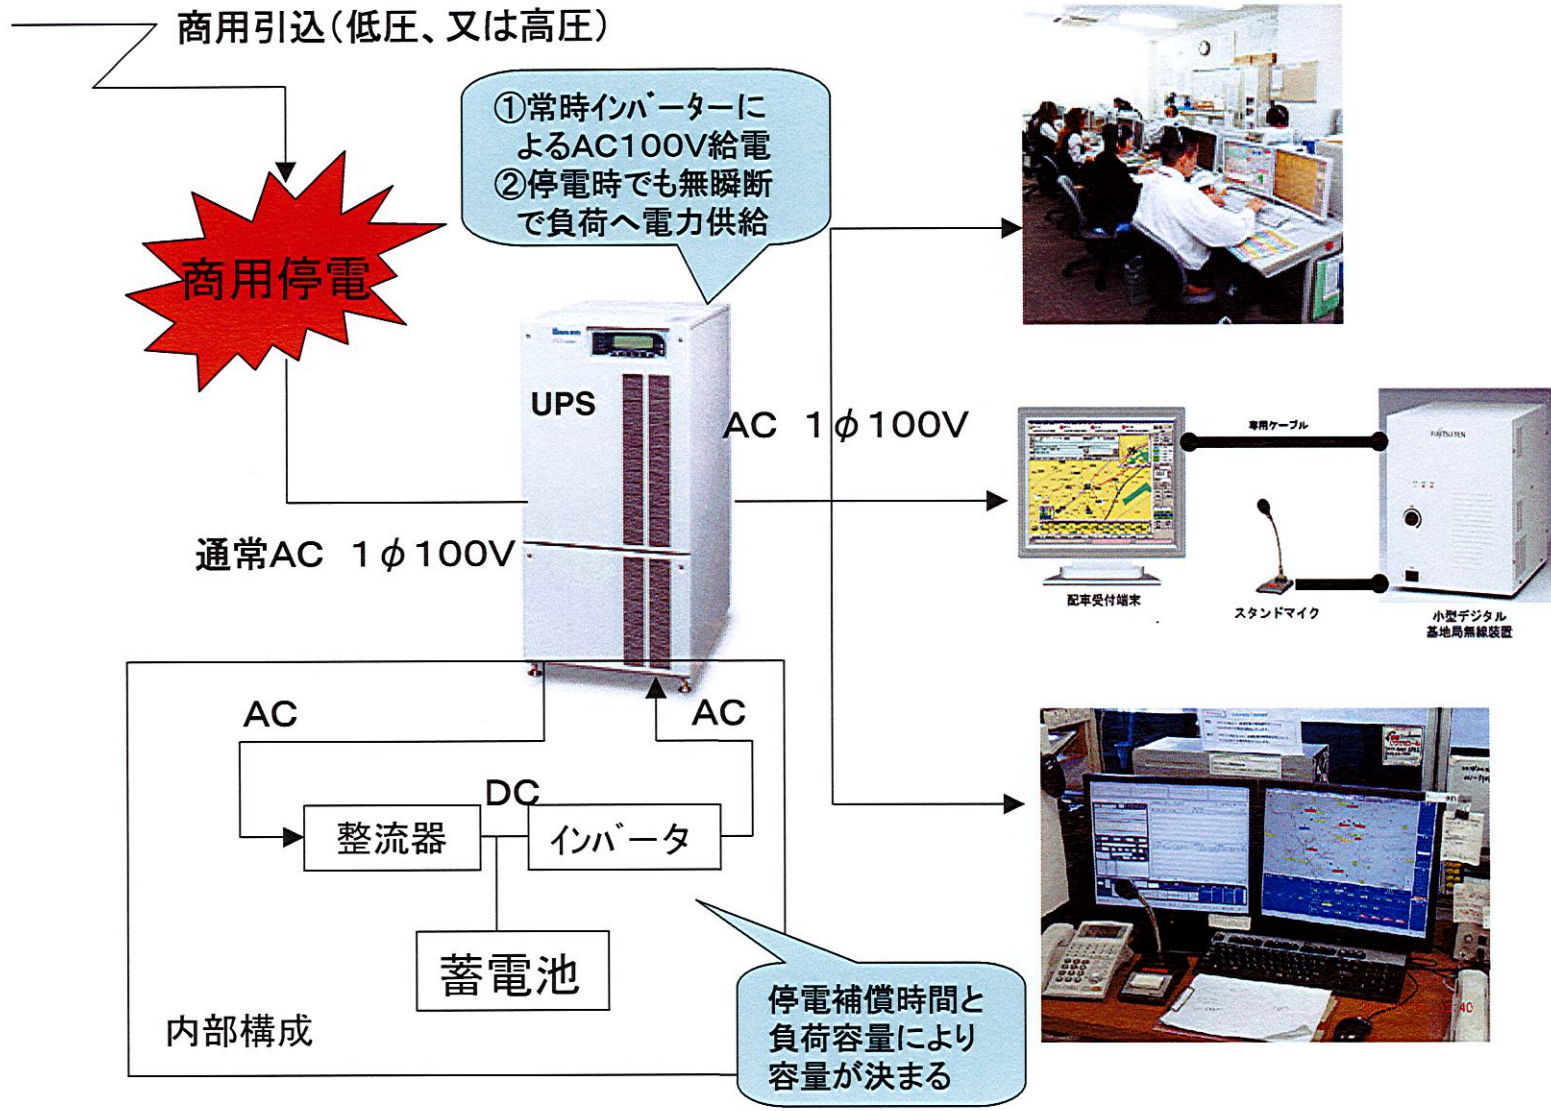 商用引込(低圧、又は高圧)
①常時インバーターに
よるAC100V給電
②停電時でも無瞬断
で負荷へ電力供給
商用停電
UPS
AC 1φ100V
通常AC 1φ100V
専用ケーブル
FUJITSU TEN
配車受付端末
スタンドマイク
小型デジタル
基地局無線装置
AC
AC
DC
整流器
インバータ
蓄電池
内部構成
停電補償時間と
負荷容量により
容量が決まる